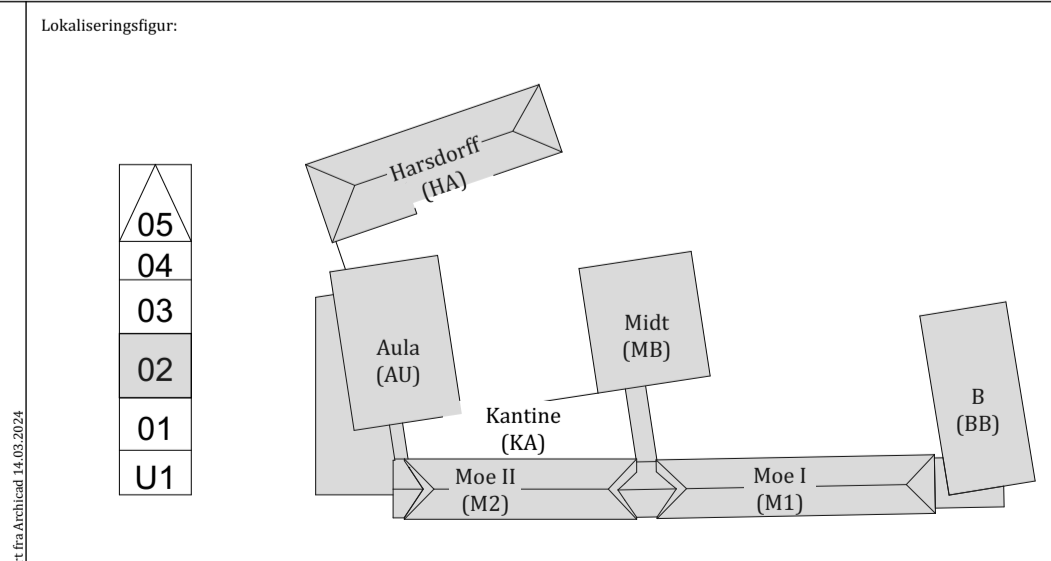 Lokaliseringsfigur:
Harsdorff
(HA)
05
04
03
02
01
U1
Aula
(AU)
Midt
(MB)
Kantine
(KA)
B
(BB)
Moe II
(M2)
Moe I
(M1)
fra Archicad 14.03.2024